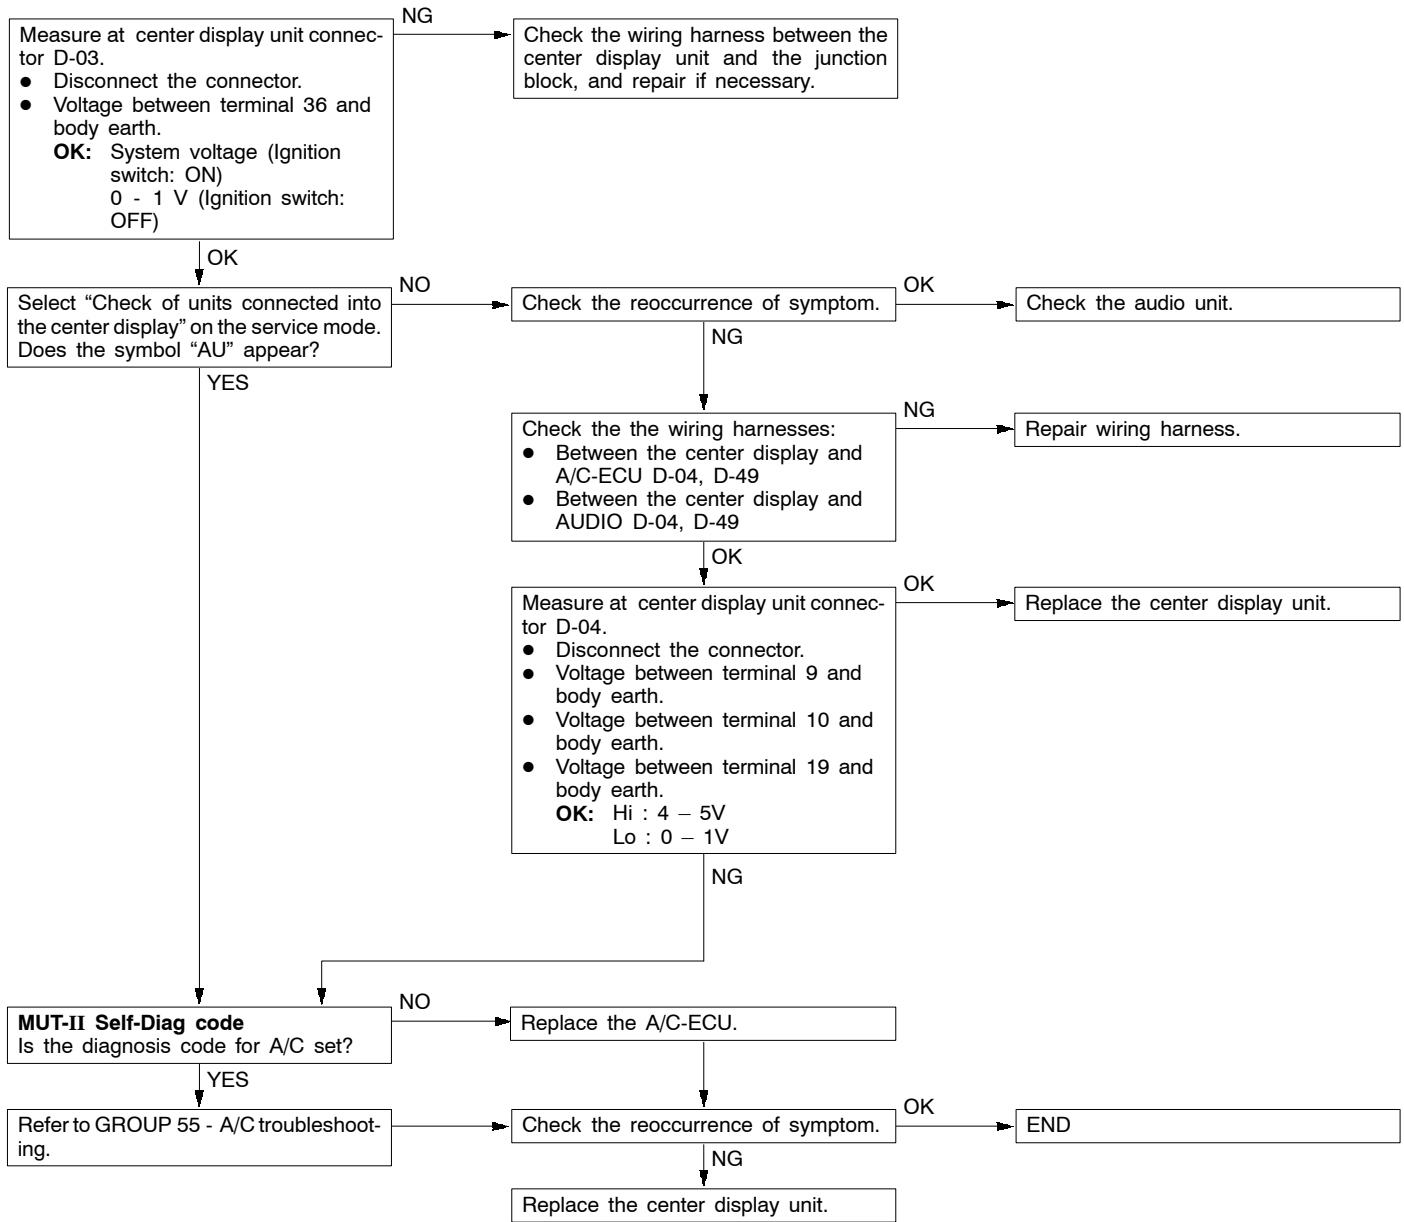 Measure at center display unit connec-
tor D-03.
● Disconnect the connector.
● Voltage between terminal 36 and
body earth.
OK: System voltage (Ignition
switch: ON)
0 - 1 V (Ignition switch:
OFF)
NG
Check the wiring harness between the
center display unit and the junction
block, and repair if necessary.
OK
Select “Check of units connected into
the center display” on the service mode.
Does the symbol “AU” appear?
NO
Check the reoccurrence of symptom.
OK
Check the audio unit.
YES
NG
Check the the wiring harnesses:
● Between the center display and
A/C-ECU D-04, D-49
● Between the center display and
AUDIO D-04, D-49
NG
Repair wiring harness.
OK
Measure at center display unit connec-
tor D-04.
● Disconnect the connector.
● Voltage between terminal 9 and
body earth.
● Voltage between terminal 10 and
body earth.
● Voltage between terminal 19 and
body earth.
OK: Hi : 4 – 5V
Lo : 0 – 1V
OK
Replace the center display unit.
NG
MUT-II Self-Diag code
Is the diagnosis code for A/C set?
NO
Replace the A/C-ECU.
YES
Refer to GROUP 55 - A/C troubleshoot-
ing.
Check the reoccurrence of symptom.
OK
END
NG
Replace the center display unit.